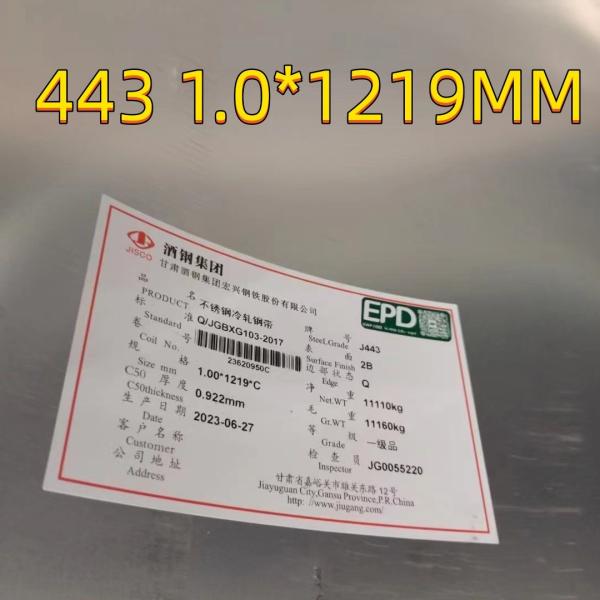 443 1.0*1219MM
JISCO
酒钢集团
甘肃酒钢集团宏兴钢铁股份有限公司
EPD
品名 不锈钢冷轧钢带 牌号
PRODUCT Steel.Grade J443
标准 Q/JGBXG103-2017 表面
Standard Surface Finish 2B
卷号 边部状态
Coil No. 23620950C Edge Q
规格 净重
Size mm 1.00*1219*C Net.WT 11110kg
C50厚度 毛重
C50thickness 0.922mm Gr.WT 11160kg
生产日期 等级
Date 2023-06-27 Grade 一级品
客户名称 检查员
Customer Inspector JG0055220
公司地址 甘肃省嘉峪关市雄关东路12号
Address Jiayuguan City,Gansu Province,P.R.China
http: //www.jiugang.com/